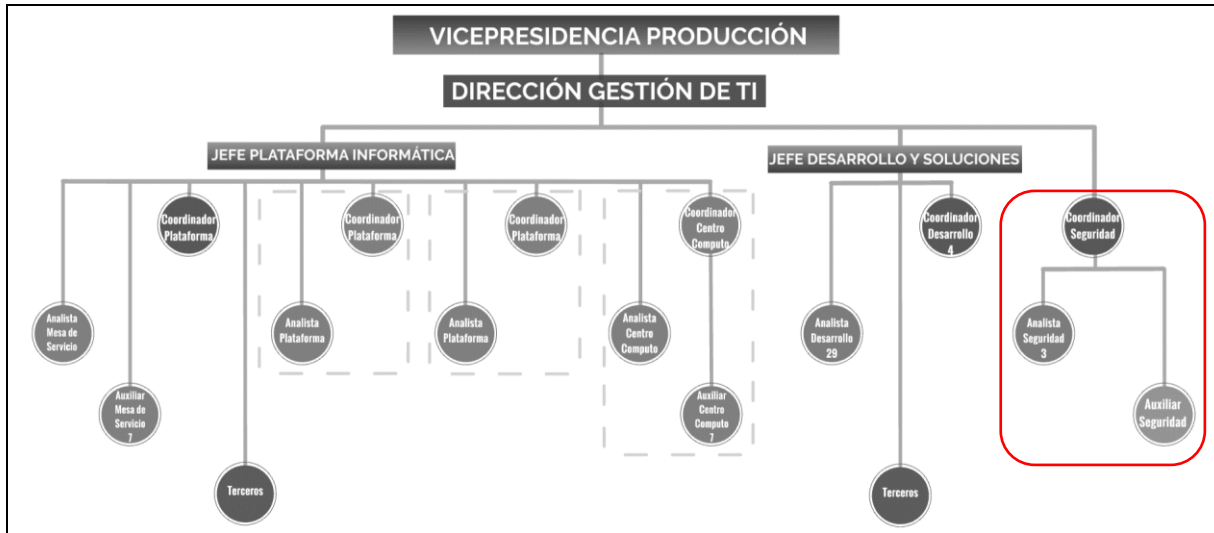 VICEPRESIDENCIA PRODUCCIÓN
DIRECCIÓN GESTIÓN DE TI
JEFE PLATAFORMA INFORMÁTICA
JEFE DESARROLLO Y SOLUCIONES
Coordinador
Plataforma
Coordinador
Plataforma
Coordinador
Plataforma
Coordinador
Centro
Computo
Coordinador
Desarrollo
4
Coordinador
Seguridad
Analista
Mesa de
Servicio
Analista
Plataforma
Analista
Plataforma
Analista
Centro
Computo
Analista
Desarrollo
29
Analista
Seguridad
3
Auxiliar
Mesa de
Servicio
7
Auxiliar
Centro
Computo
7
Auxiliar
Seguridad
Terceros
Terceros